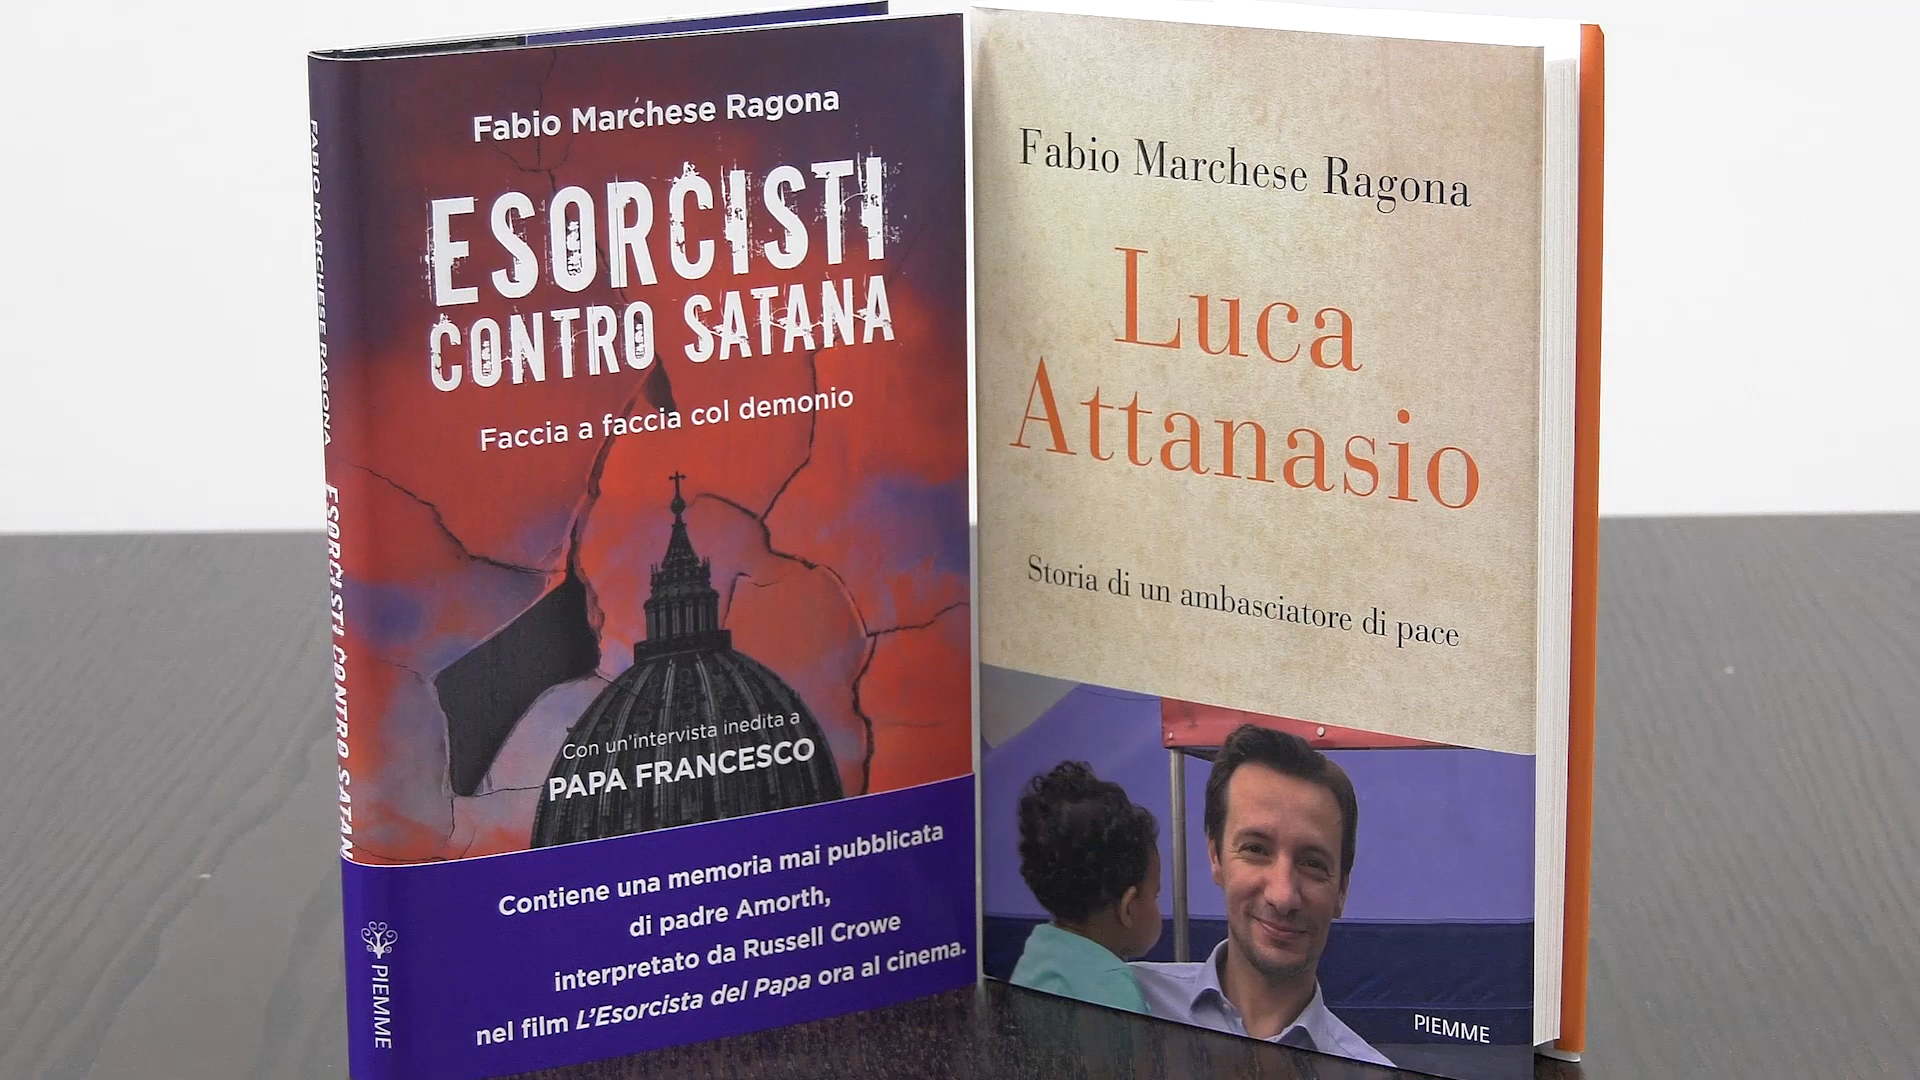 FABIO MARCHESE RAGONA
ESORCISTI CONTRO SATAN
PIEMME
Fabio Marchese Ragona
ESORCISTI
CONTRO SATANA
Faccia a faccia col demonio
Con un'intervista inedita a
PAPA FRANCESCO
Contiene una memoria mai pubblicata
di padre Amorth,
interpretato da Russell Crowe
nel film L'Esorcista del Papa ora al cinema.
Fabio Marchese Ragona
Luca
Attanasio
Storia di un ambasciatore di pace
PIEMME